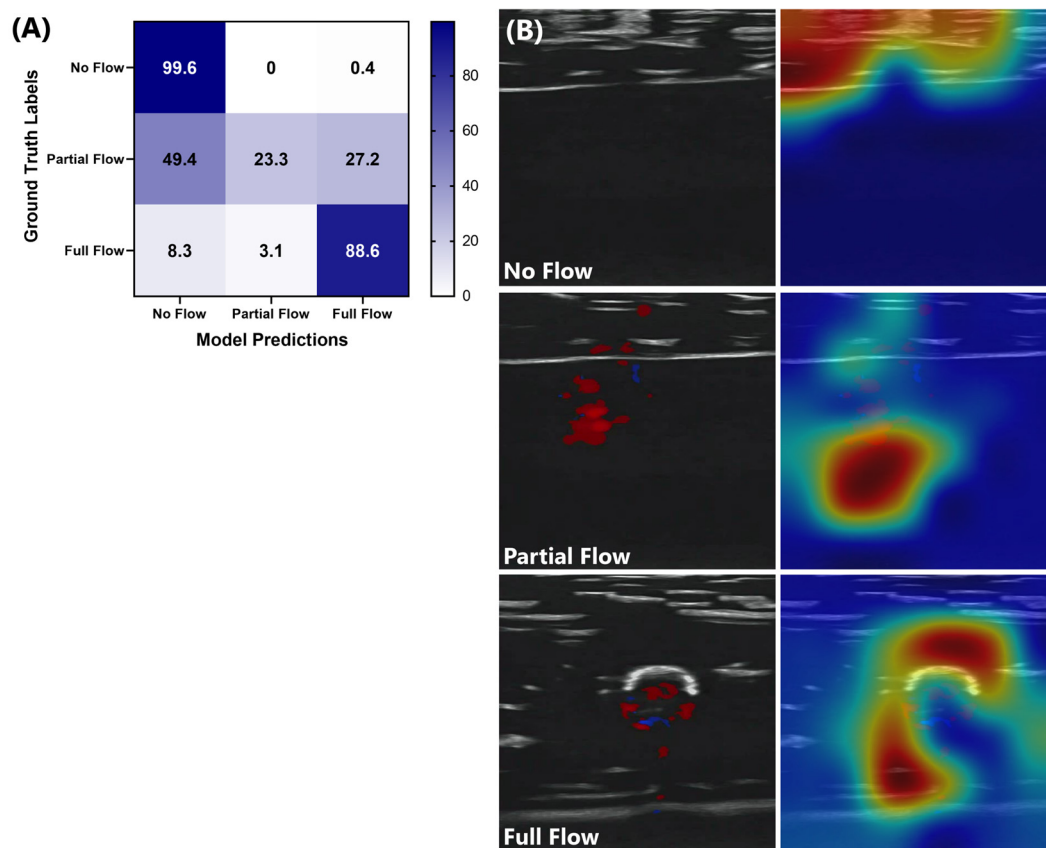 (A)
Ground Truth Labels
No Flow
99.6 0 0.4
Partial Flow
49.4 23.3 27.2
Full Flow
8.3 3.1 88.6
No Flow Partial Flow Full Flow
Model Predictions
80
60
40
20
0
(B)
No Flow
Partial Flow
Full Flow